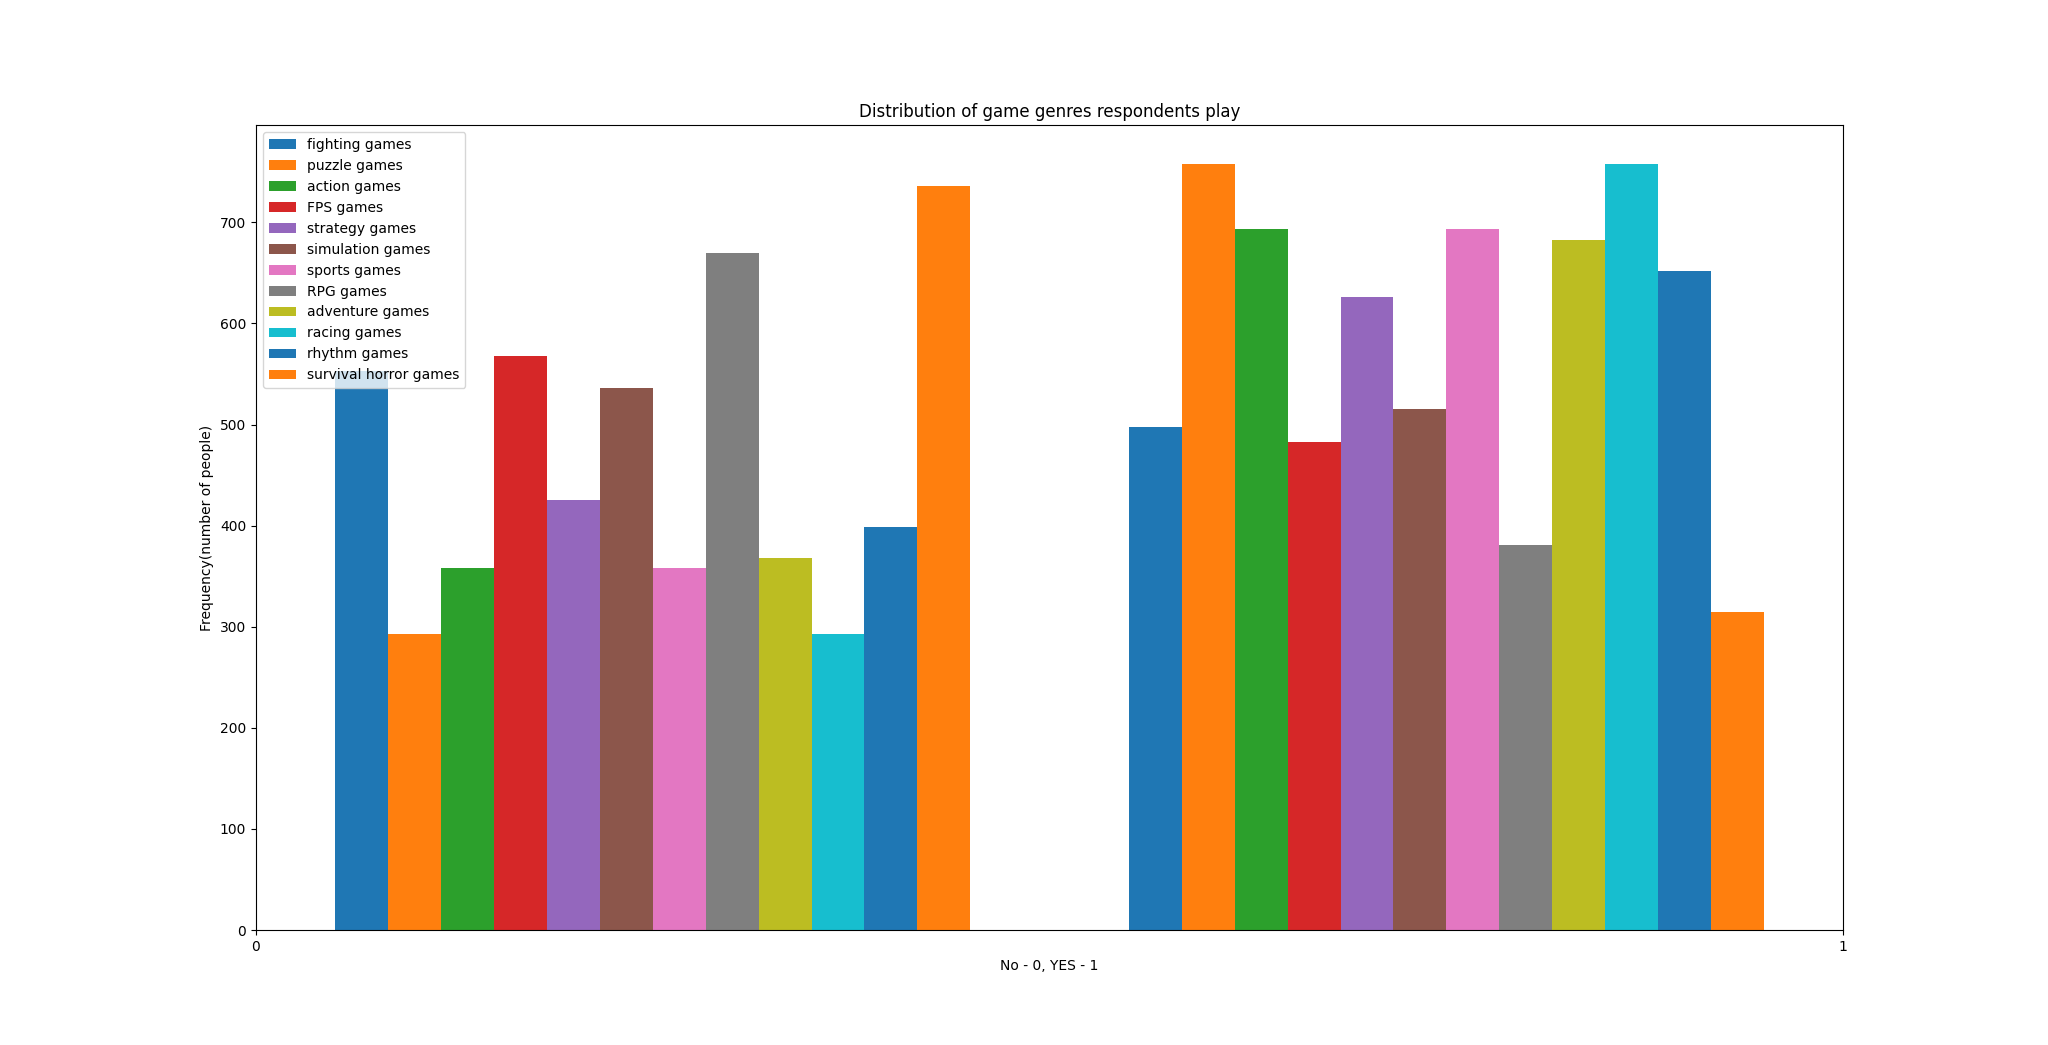 Distribution of game genres respondents play
fighting games
puzzle games
action games
FPS games
strategy games
simulation games
sports games
RPG games
adventure games
racing games
rhythm games
survival horror games
Frequency(number of people)
700
600
500
400
300
200
100
0
0
1
No - 0, YES - 1